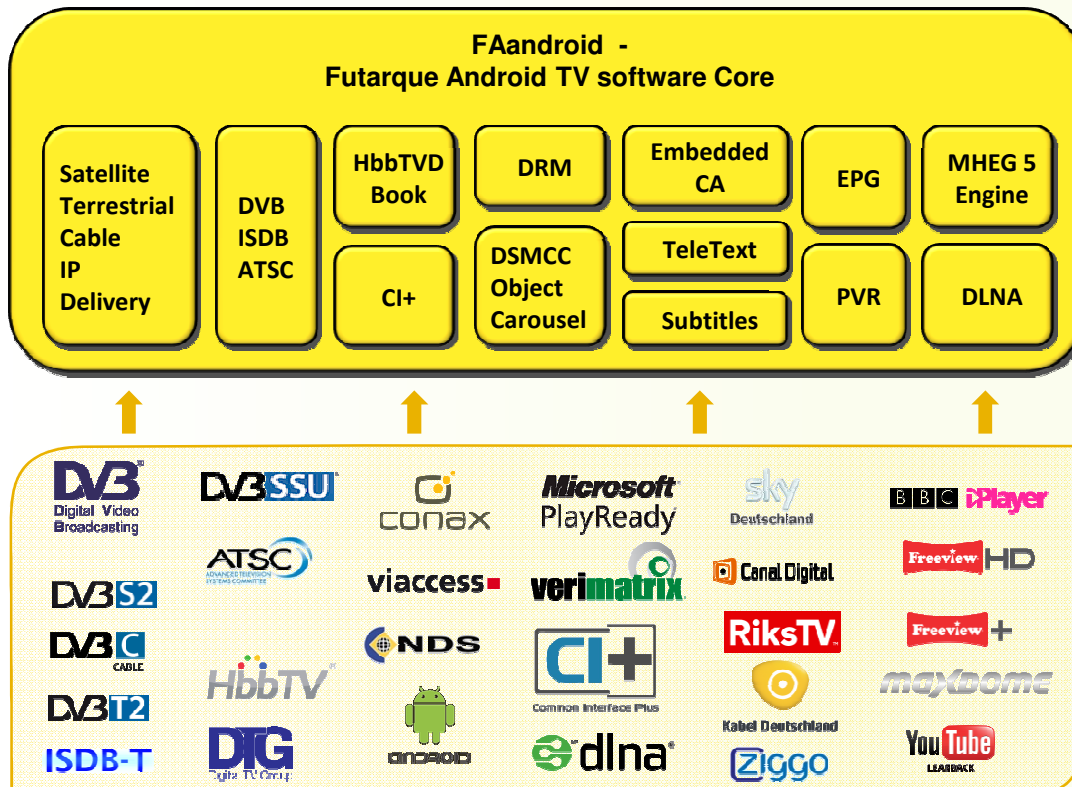 FAandroid -
Futarque Android TV software Core
Satellite
Terrestrial
Cable
IP
Delivery
DVB
ISDB
ATSC
HbbTVD
Book
CI+
DRM
DSMCC
Object
Carousel
Embedded
CA
TeleText
Subtitles
EPG
PVR
MHEG 5
Engine
DLNA
DVB
Digital Video
Broadcasting
DVB S2
DVB C
CABLE
DVB T2
ISDB-T
DVB SSU
ATSC
ADVANCED TELEVISION
SYSTEMS COMMITTEE
HbbTV
DTG
Digital TV Group
conax
viaccess
NDS
ANDROID
Microsoft
PlayReady
verimatrix
CI+
Common Interface Plus
dlna
sky
Deutschland
Canal Digital
RiksTV
Kabel Deutschland
Ziggo
BBC iPlayer
Freeview HD
Freeview +
maxdome
YouTube
LEANBACK